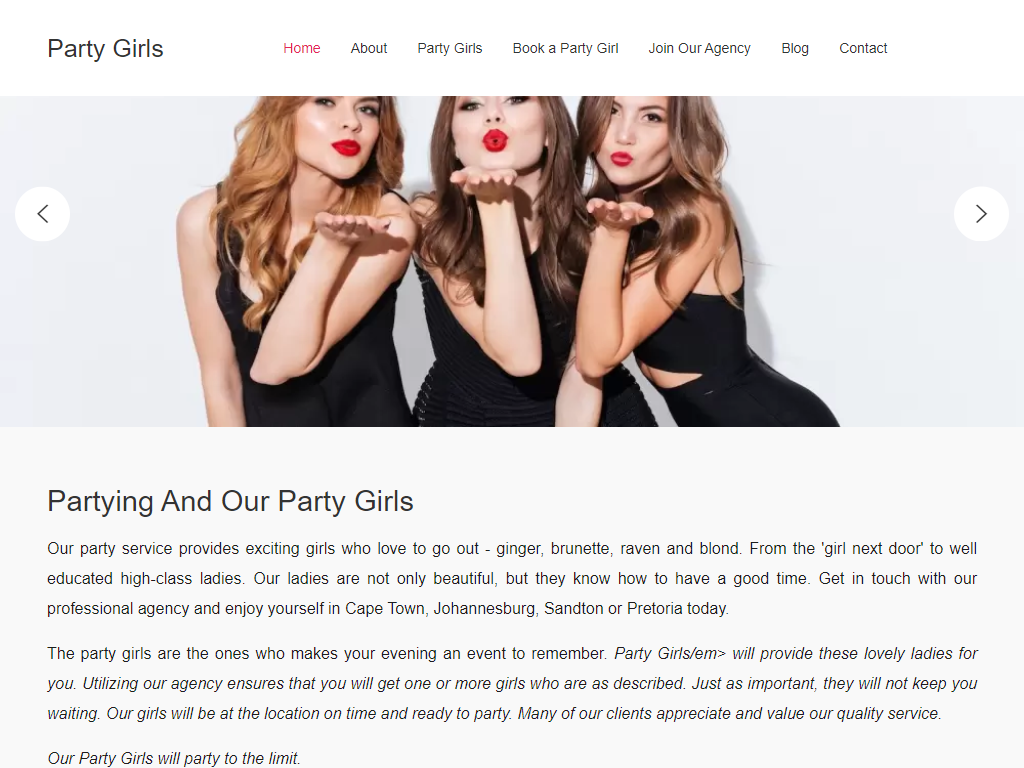 Party Girls
Home
About
Party Girls
Book a Party Girl
Join Our Agency
Blog
Contact
Partying And Our Party Girls
Our party service provides exciting girls who love to go out - ginger, brunette, raven and blond. From the 'girl next door' to well
educated high-class ladies. Our ladies are not only beautiful, but they know how to have a good time. Get in touch with our
professional agency and enjoy yourself in Cape Town, Johannesburg, Sandton or Pretoria today.
The party girls are the ones who makes your evening an event to remember. Party Girls/em> will provide these lovely ladies for
you. Utilizing our agency ensures that you will get one or more girls who are as described. Just as important, they will not keep you
waiting. Our girls will be at the location on time and ready to party. Many of our clients appreciate and value our quality service.
Our Party Girls will party to the limit.